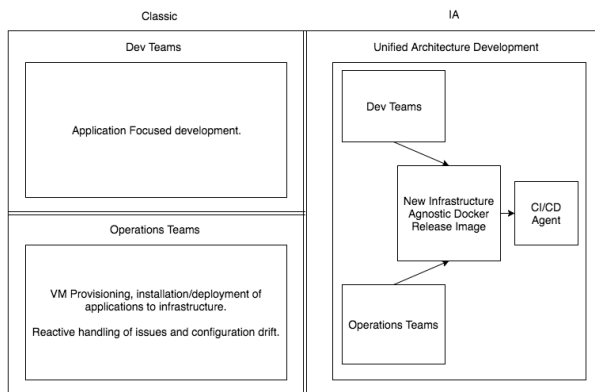 Classic
IA
Dev Teams
Application Focused development.
Operations Teams
VM Provisioning, installation/deployment of
applications to infrastructure.
Reactive handling of issues and configuration drift.
Unified Architecture Development
Dev Teams
New Infrastructure
Agnostic Docker
Release Image
CI/CD
Agent
Operations Teams